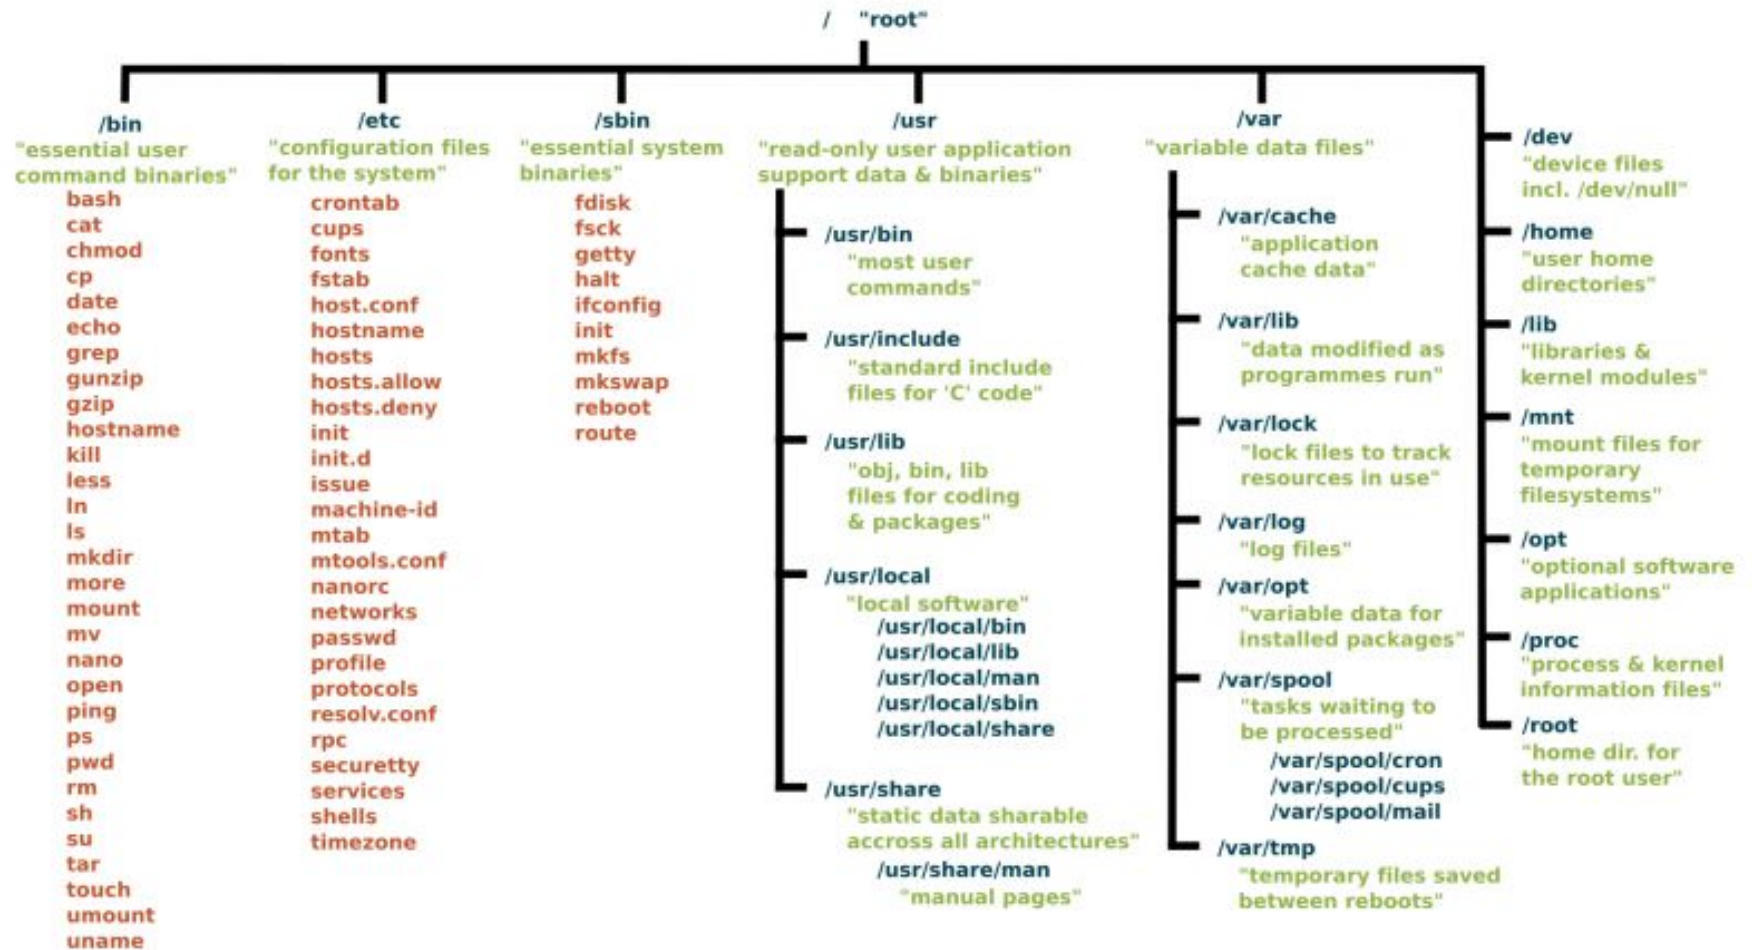 / "root"
/bin
"essential user
command binaries"
bash
cat
chmod
cp
date
echo
grep
gunzip
gzip
hostname
kill
less
ln
ls
mkdir
more
mount
mv
nano
open
ping
ps
pwd
rm
sh
su
tar
touch
umount
uname
/etc
"configuration files
for the system"
crontab
cups
fonts
fstab
host.conf
hostname
hosts
hosts.allow
hosts.deny
init
init.d
issue
machine-id
mtab
mtools.conf
nanorc
networks
passwd
profile
protocols
resolv.conf
rpc
securetty
services
shells
timezone
/sbin
"essential system
binaries"
fdisk
fsck
getty
halt
ifconfig
init
mkfs
mkswap
reboot
route
/usr
"read-only user application
support data & binaries"
/usr/bin
"most user
commands"
/usr/include
"standard include
files for 'C' code"
/usr/lib
"obj, bin, lib
files for coding
& packages"
/usr/local
"local software"
/usr/local/bin
/usr/local/lib
/usr/local/man
/usr/local/sbin
/usr/local/share
/usr/share
"static data sharable
accross all architectures"
/usr/share/man
"manual pages"
/var
"variable data files"
/var/cache
"application
cache data"
/var/lib
"data modified as
programmes run"
/var/lock
"lock files to track
resources in use"
/var/log
"log files"
/var/opt
"variable data for
installed packages"
/var/spool
"tasks waiting to
be processed"
/var/spool/cron
/var/spool/cups
/var/spool/mail
/var/tmp
"temporary files saved
between reboots"
/dev
"device files
incl. /dev/null"
/home
"user home
directories"
/lib
"libraries &
kernel modules"
/mnt
"mount files for
temporary
filesystems"
/opt
"optional software
applications"
/proc
"process & kernel
information files"
/root
"home dir. for
the root user"